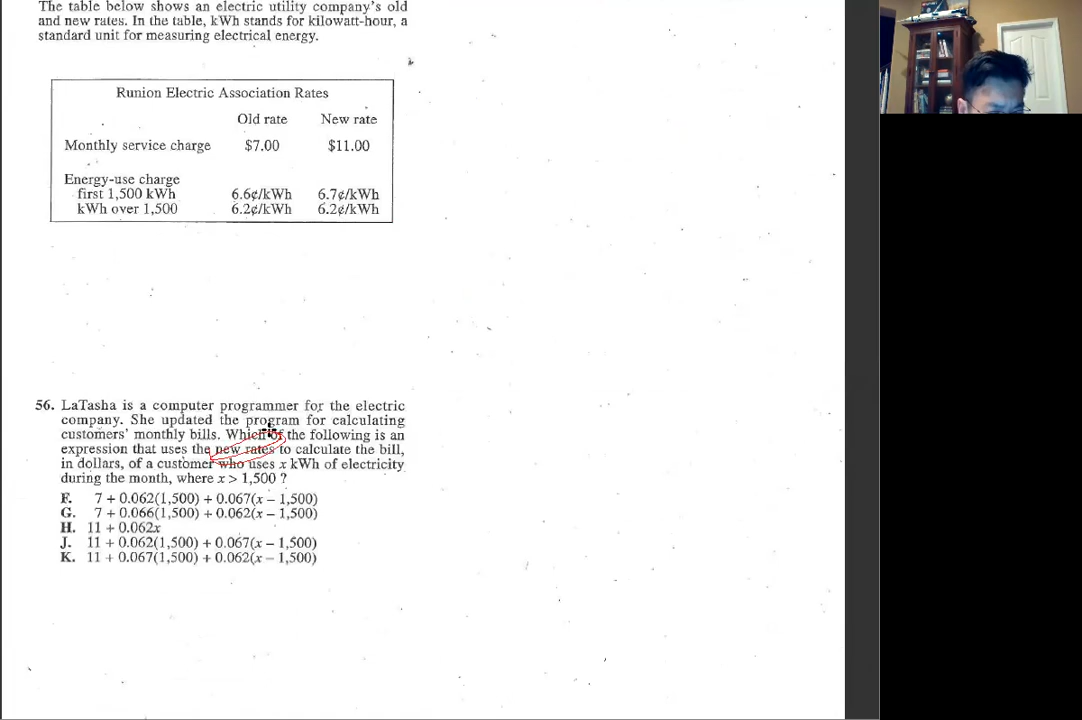 The table below shows an electric utility company's old
and new rates. In the table, kWh stands for kilowatt-hour, a
standard unit for measuring electrical energy.
Runion Electric Association Rates
Old rate New rate
Monthly service charge $7.00 $11.00
Energy-use charge
first 1,500 kWh 6.6¢/kWh 6.7¢/kWh
kWh over 1,500 6.2¢/kWh 6.2¢/kWh
56. LaTasha is a computer programmer for the electric
company. She updated the program for calculating
customers' monthly bills. Which of the following is an
expression that uses the new rates to calculate the bill,
in dollars, of a customer who uses x kWh of electricity
during the month, where x > 1,500 ?
F. 7 + 0.062(1,500) + 0.067(x – 1,500)
G. 7 + 0.066(1,500) + 0.062(x – 1,500)
H. 11 + 0.062x
J. 11 + 0.062(1,500) + 0.067(x – 1,500)
K. 11 + 0.067(1,500) + 0.062(x – 1,500)